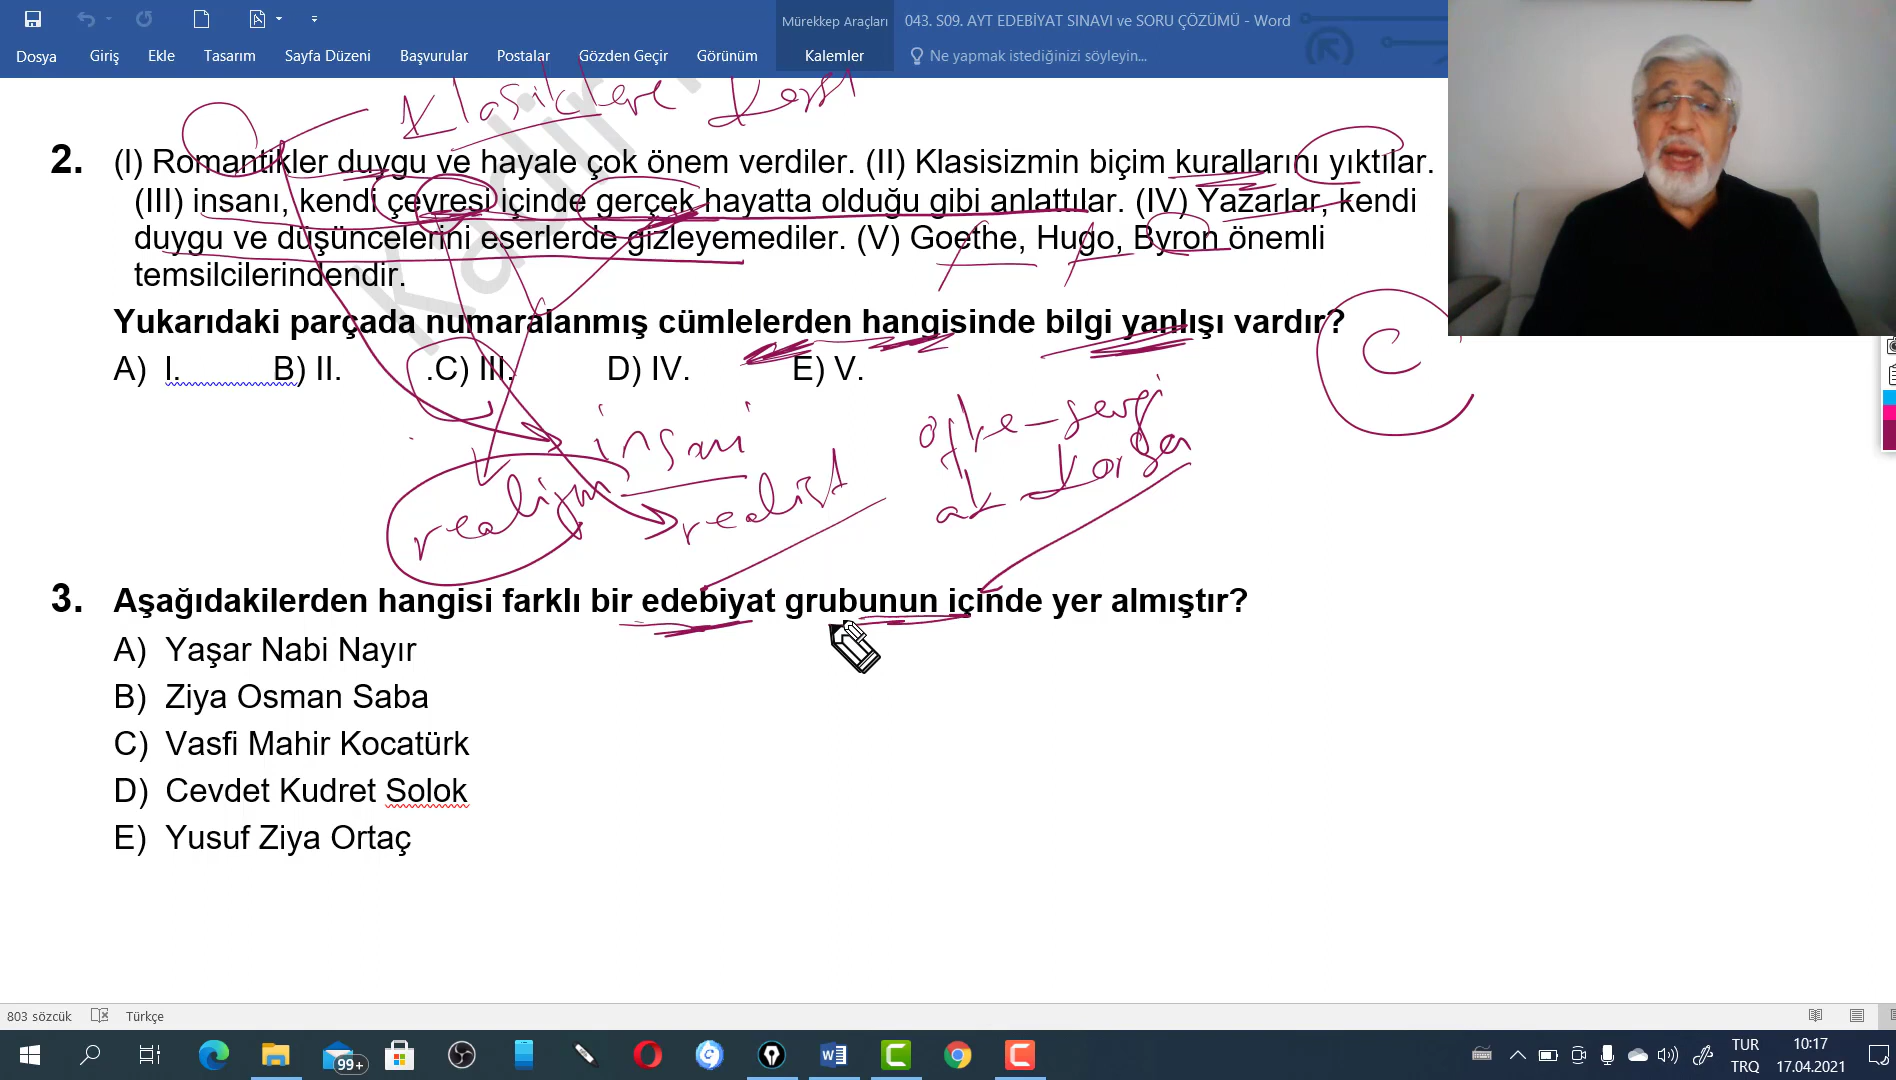 Mürekkep Araçları
043. S09. AYT EDEBİYAT SINAVI ve SORU ÇÖZÜMÜ - Word
Dosya Giriş Ekle Tasarım Sayfa Düzeni Başvurular Postalar Gözden Geçir Görünüm Kalemler Ne yapmak istediğinizi söyleyin...
Klasiklere karşı
2. (I) Romantikler duygu ve hayale çok önem verdiler. (II) Klasisizmin biçim kurallarını yıktılar.
(III) insanı, kendi çevresi içinde gerçek hayatta olduğu gibi anlattılar. (IV) Yazarlar, kendi
duygu ve düşüncelerini eserlerde gizleyemediler. (V) Goethe, Hugo, Byron önemli
temsilcilerindendir.
Yukarıdaki parçada numaralanmış cümlelerden hangisinde bilgi yanlışı vardır?
A) I. B) II. .C) III. D) IV. E) V.
C
insanı öfke-sevgi
realizm realist
3. Aşağıdakilerden hangisi farklı bir edebiyat grubunun içinde yer almıştır?
A) Yaşar Nabi Nayır
B) Ziya Osman Saba
C) Vasfi Mahir Kocatürk
D) Cevdet Kudret Solok
E) Yusuf Ziya Ortaç
803 sözcük Türkçe
99+
TUR 10:17
TRQ 17.04.2021